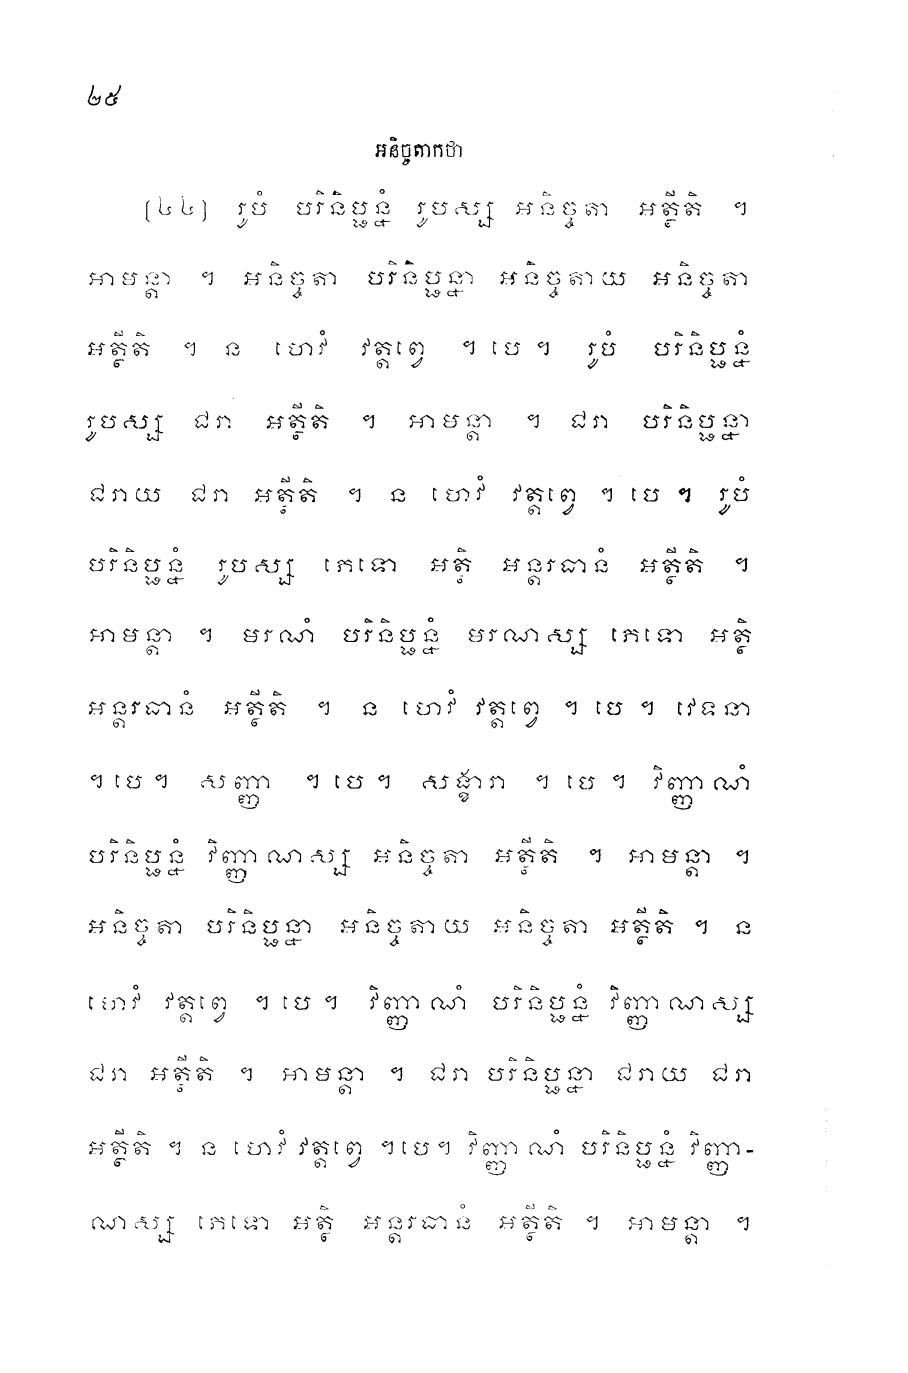 ២៥
អនិច្ចតាកថា
[៤៤] រូបំ បរិនិប្ផន្នំ រូបស្ស អនិច្ចតា អត្ថីតិ ។
អាមន្តា ។ អនិច្ចតា បរិនិប្ផន្នា អនិច្ចតាយ អនិច្ចតា
អត្ថីតិ ។ ន ហេវំ វត្តព្វេ ។ បេ ។ រូបំ បរិនិប្ផន្នំ
រូបស្ស ជរា អត្ថីតិ ។ អាមន្តា ។ ជរា បរិនិប្ផន្នា
ជរាយ ជរា អត្ថីតិ ។ ន ហេវំ វត្តព្វេ ។ បេ ។ រូបំ
បរិនិប្ផន្នំ រូបស្ស ភេទោ អត្ថិ អន្តរធានំ អត្ថីតិ ។
អាមន្តា ។ មរណំ បរិនិប្ផន្នំ មរណស្ស ភេទោ អត្ថិ
អន្តរធានំ អត្ថីតិ ។ ន ហេវំ វត្តព្វេ ។ បេ ។ វេទនា
។ បេ ។ សញ្ញា ។ បេ ។ សង្ខារា ។ បេ ។ វិញ្ញាណំ
បរិនិប្ផន្នំ វិញ្ញាណស្ស អនិច្ចតា អត្ថីតិ ។ អាមន្តា ។
អនិច្ចតា បរិនិប្ផន្នា អនិច្ចតាយ អនិច្ចតា អត្ថីតិ ។ ន
ហេវំ វត្តព្វេ ។ បេ ។ វិញ្ញាណំ បរិនិប្ផន្នំ វិញ្ញាណស្ស
ជរា អត្ថីតិ ។ អាមន្តា ។ ជរា បរិនិប្ផន្នា ជរាយ ជរា
អត្ថីតិ ។ ន ហេវំ វត្តព្វេ ។ បេ ។ វិញ្ញាណំ បរិនិប្ផន្នំ វិញ្ញា-
ណស្ស ភេទោ អត្ថិ អន្តរធានំ អត្ថីតិ ។ អាមន្តា ។